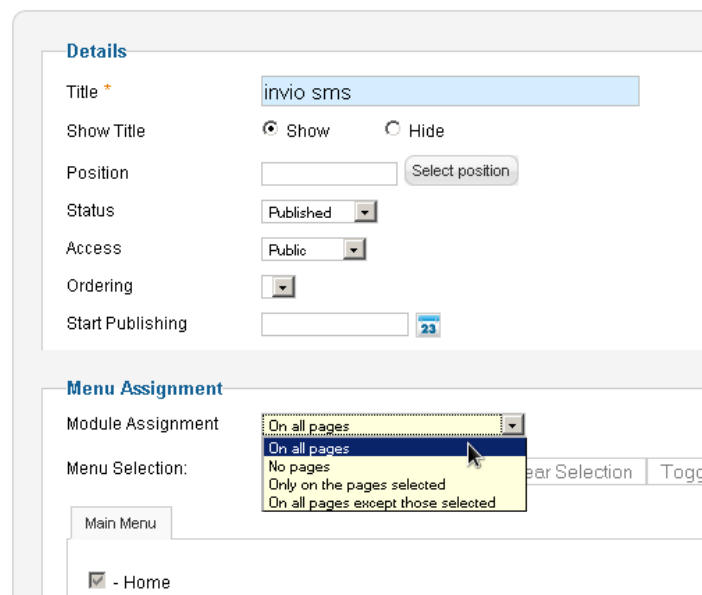 Details
Title *
invio sms
Show Title
Show
Hide
Position
Select position
Status
Published
Access
Public
Ordering
Start Publishing
23
Menu Assignment
Module Assignment
On all pages
On all pages
No pages
Only on the pages selected
On all pages except those selected
Menu Selection:
ear Selection
Togg
Main Menu
- Home